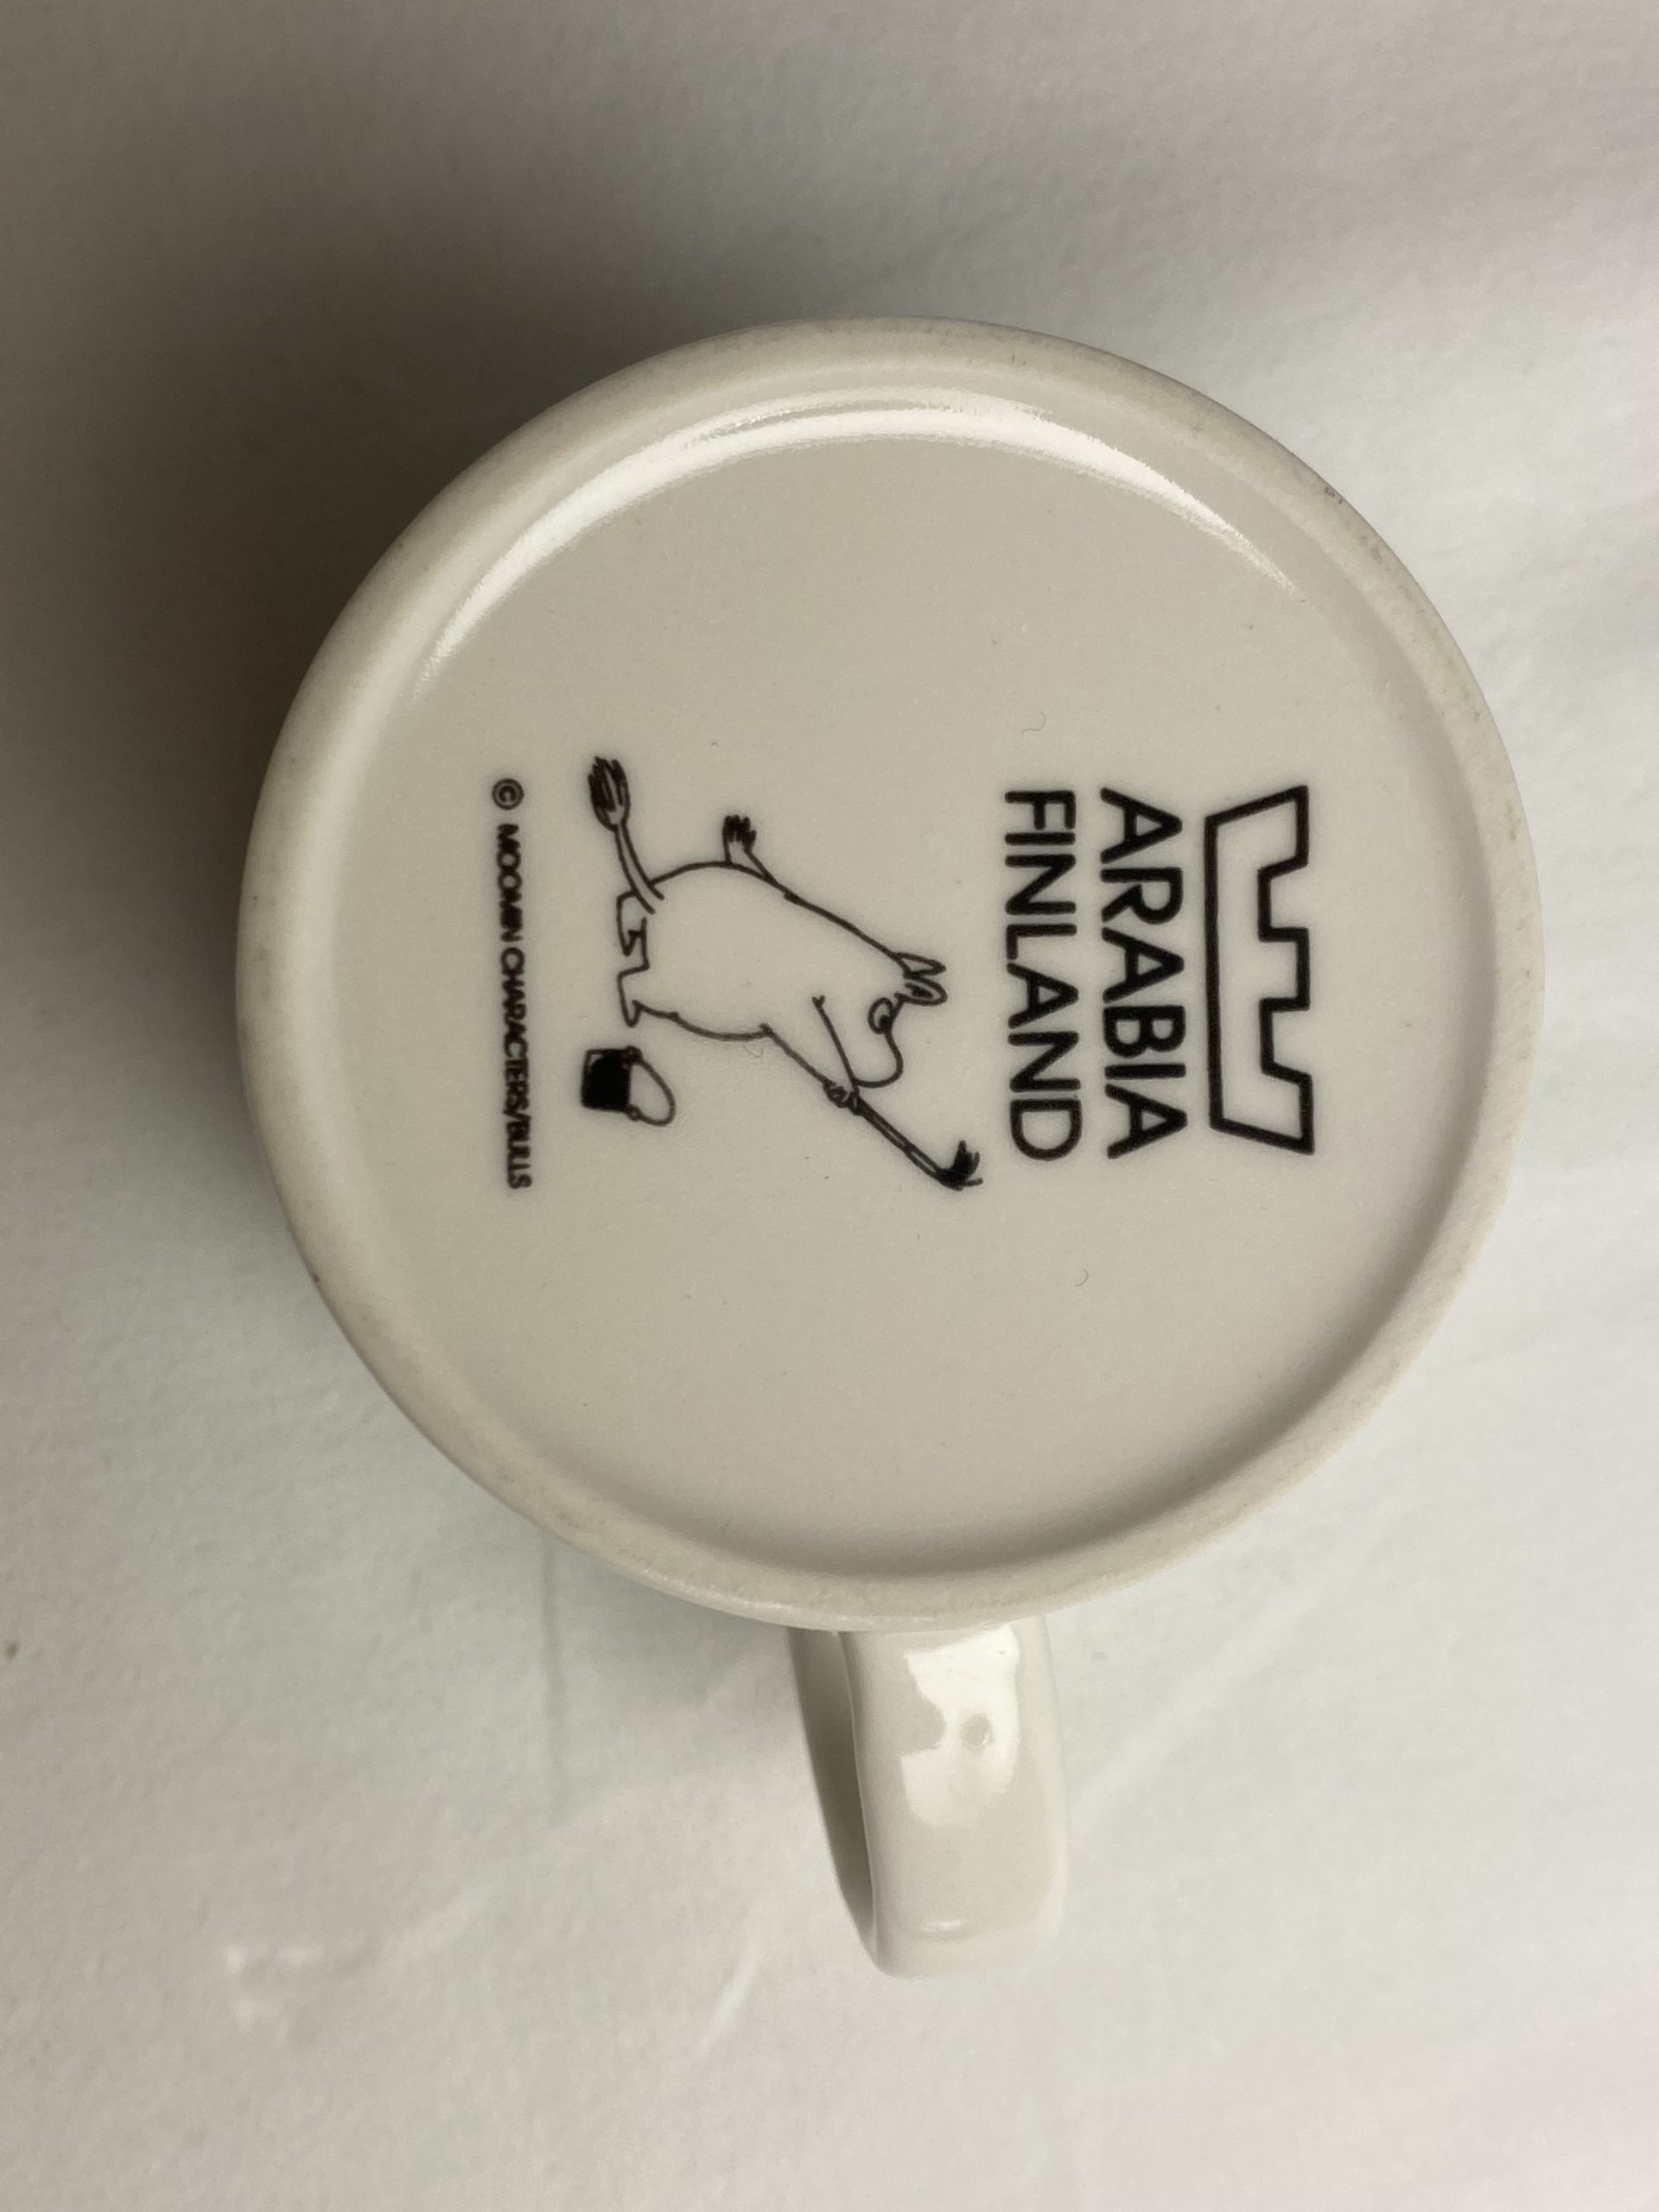 ARABIA
FINLAND
© MOOMIN CHARACTERS/BULLS